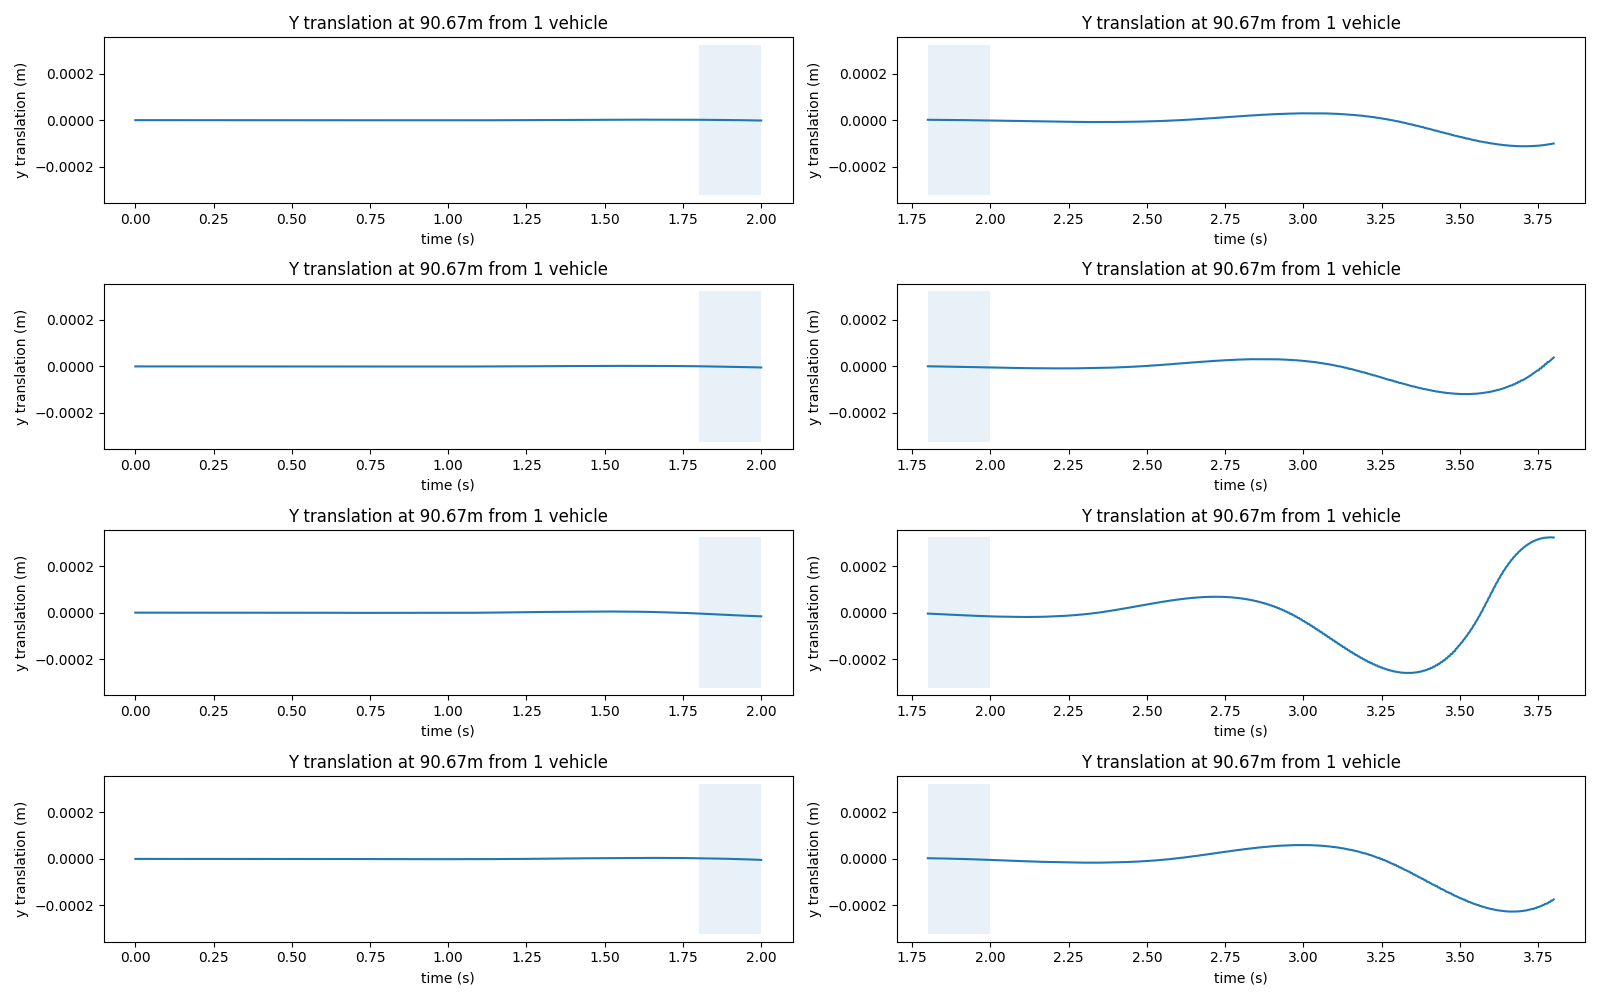 Y translation at 90.67m from 1 vehicle
y translation (m)
0.0002
0.0000
−0.0002
0.00 0.25 0.50 0.75 1.00 1.25 1.50 1.75 2.00
time (s)
Y translation at 90.67m from 1 vehicle
y translation (m)
0.0002
0.0000
−0.0002
1.75 2.00 2.25 2.50 2.75 3.00 3.25 3.50 3.75
time (s)
Y translation at 90.67m from 1 vehicle
y translation (m)
0.0002
0.0000
−0.0002
0.00 0.25 0.50 0.75 1.00 1.25 1.50 1.75 2.00
time (s)
Y translation at 90.67m from 1 vehicle
y translation (m)
0.0002
0.0000
−0.0002
1.75 2.00 2.25 2.50 2.75 3.00 3.25 3.50 3.75
time (s)
Y translation at 90.67m from 1 vehicle
y translation (m)
0.0002
0.0000
−0.0002
0.00 0.25 0.50 0.75 1.00 1.25 1.50 1.75 2.00
time (s)
Y translation at 90.67m from 1 vehicle
y translation (m)
0.0002
0.0000
−0.0002
1.75 2.00 2.25 2.50 2.75 3.00 3.25 3.50 3.75
time (s)
Y translation at 90.67m from 1 vehicle
y translation (m)
0.0002
0.0000
−0.0002
0.00 0.25 0.50 0.75 1.00 1.25 1.50 1.75 2.00
time (s)
Y translation at 90.67m from 1 vehicle
y translation (m)
0.0002
0.0000
−0.0002
1.75 2.00 2.25 2.50 2.75 3.00 3.25 3.50 3.75
time (s)